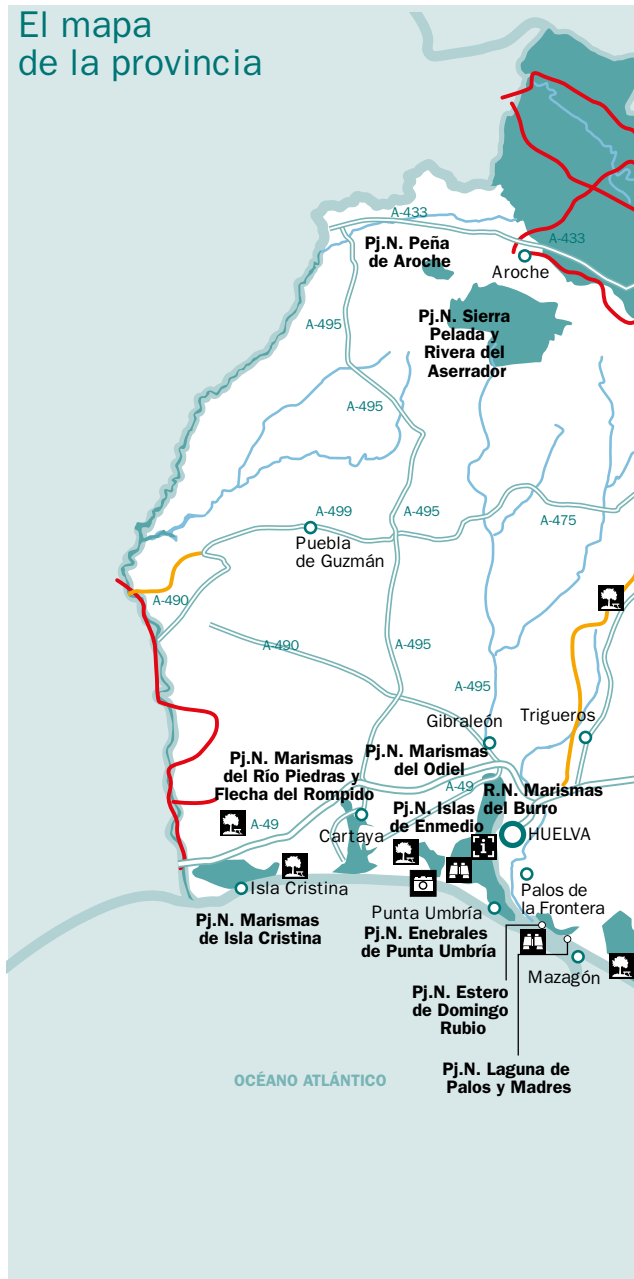 El mapa
de la provincia
A-433
Pj.N. Peña
de Aroche
A-433
Aroche
A-495
Pj.N. Sierra
Pelada y
Rivera del
Aserrador
A-495
A-499
A-495
A-475
Puebla
de Guzmán
A-490
A-490
A-495
A-495
Gibraleón
Trigueros
Pj.N. Marismas
del Río Piedras y
Flecha del Rompido
Pj.N. Marismas
del Odiel
A-49
R.N. Marismas
del Burro
Pj.N. Islas
de Enmedio
A-49
Cartaya
i
HUELVA
Isla Cristina
Palos de
la Frontera
Punta Umbría
Pj.N. Marismas
de Isla Cristina
Pj.N. Enebrales
de Punta Umbría
Mazagón
Pj.N. Estero
de Domingo
Rubio
Pj.N. Laguna de
Palos y Madres
OCÉANO ATLÁNTICO